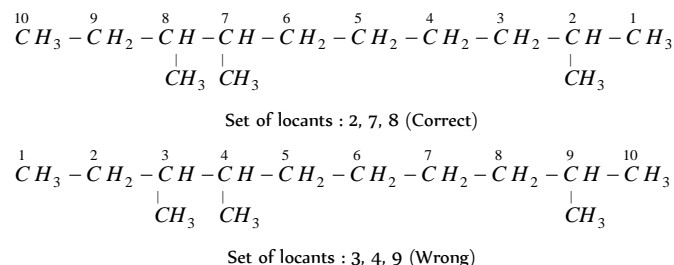 10 9 8 7 6 5 4 3 2 1
CH₃ – CH₂ – CH – CH – CH₂ – CH₂ – CH₂ – CH₂ – CH – CH₃
| | |
CH₃ CH₃ CH₃
Set of locants : 2, 7, 8 (Correct)
1 2 3 4 5 6 7 8 9 10
CH₃ – CH₂ – CH – CH – CH₂ – CH₂ – CH₂ – CH₂ – CH – CH₃
| | |
CH₃ CH₃ CH₃
Set of locants : 3, 4, 9 (Wrong)